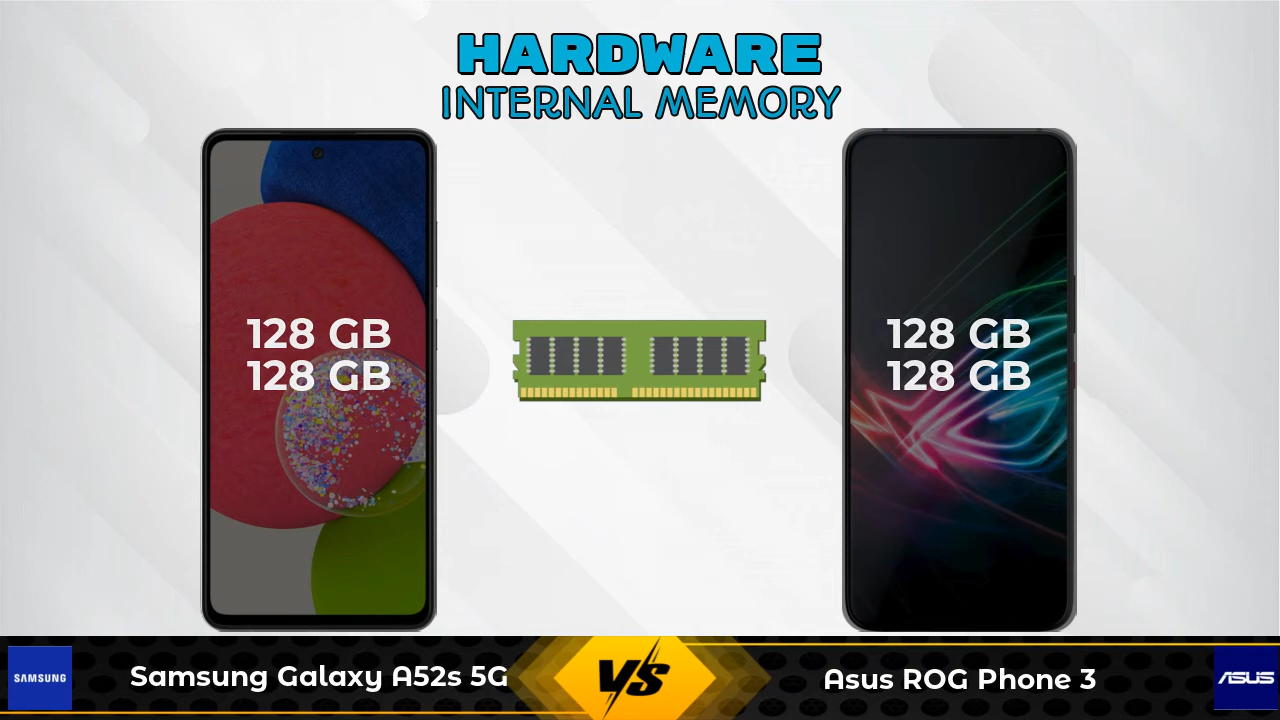 HARDWARE
INTERNAL MEMORY
128 GB
128 GB
128 GB
128 GB
SAMSUNG
Samsung Galaxy A52s 5G
VS
Asus ROG Phone 3
ASUS